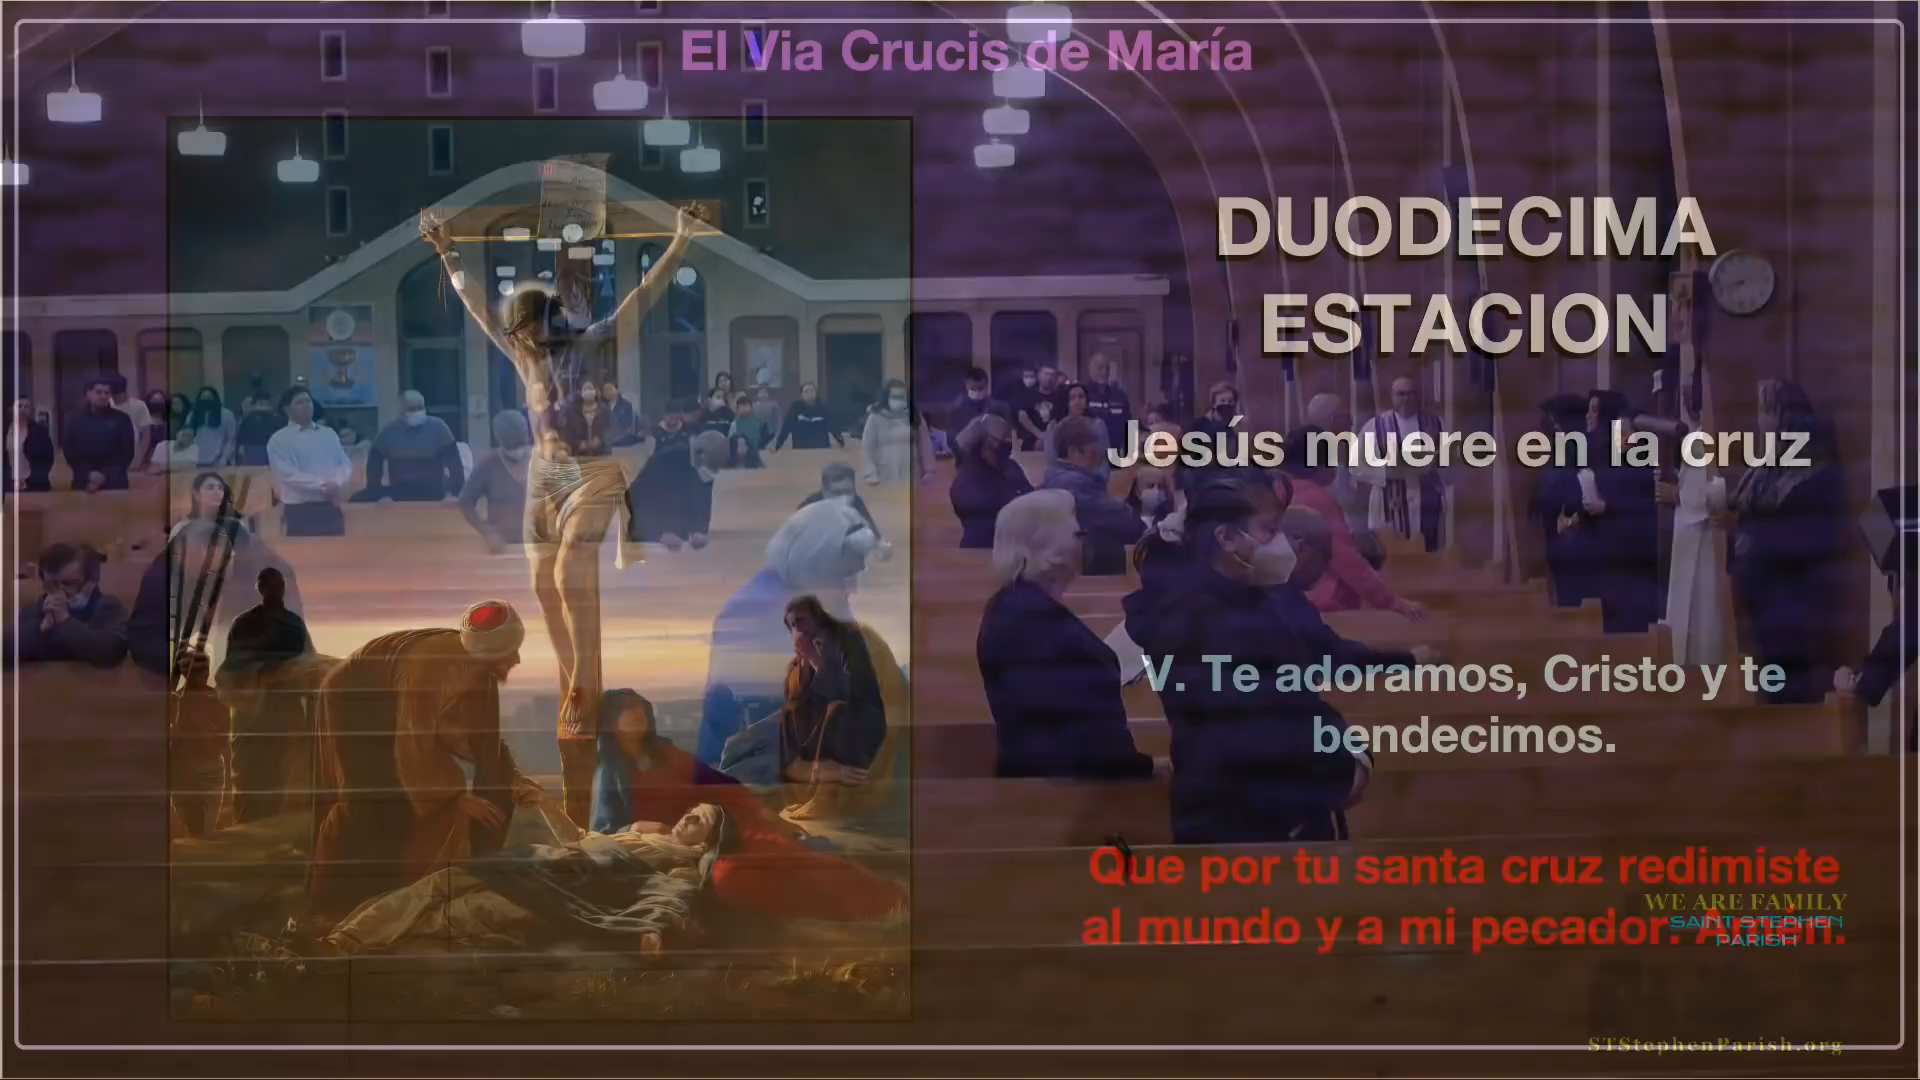 El Via Crucis de María
DUODECIMA
ESTACION
Jesús muere en la cruz
V. Te adoramos, Cristo y te
bendecimos.
Que por tu santa cruz redimiste
al mundo y a mi pecador. Amén.
WE ARE FAMILY
SAINT STEPHEN
PARISH
STStephenParish.org